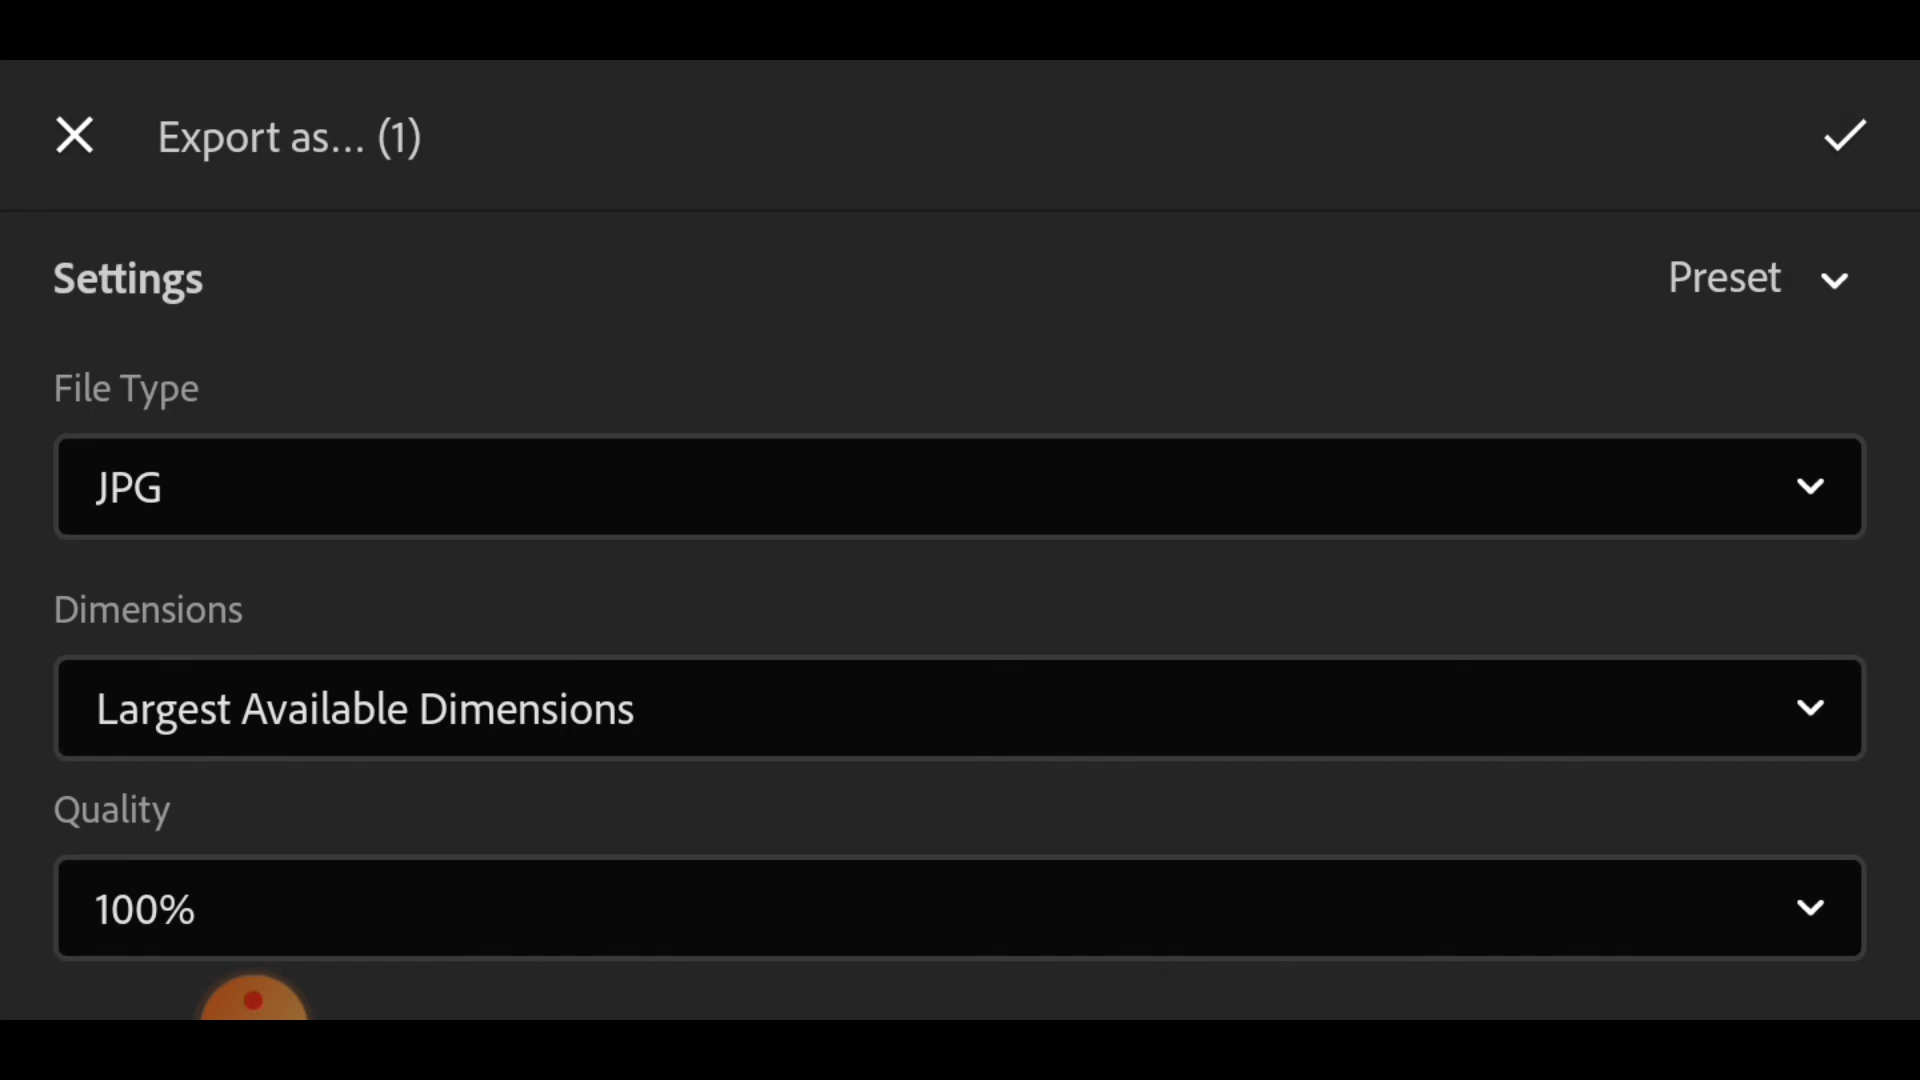 Export as... (1)
Settings
Preset
File Type
JPG
Dimensions
Largest Available Dimensions
Quality
100%